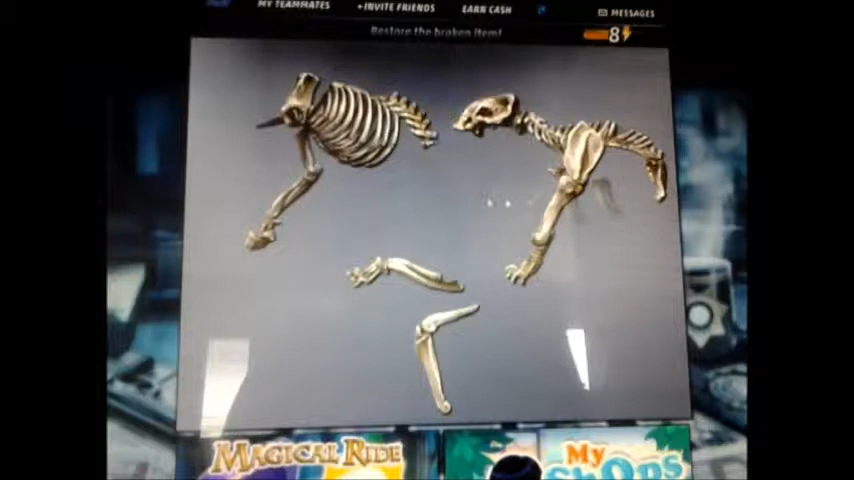 MY TEAMMATES +INVITE FRIENDS EARN CASH MESSAGES
Restore the broken item!
8
MAGICAL RIDE
My
Shops